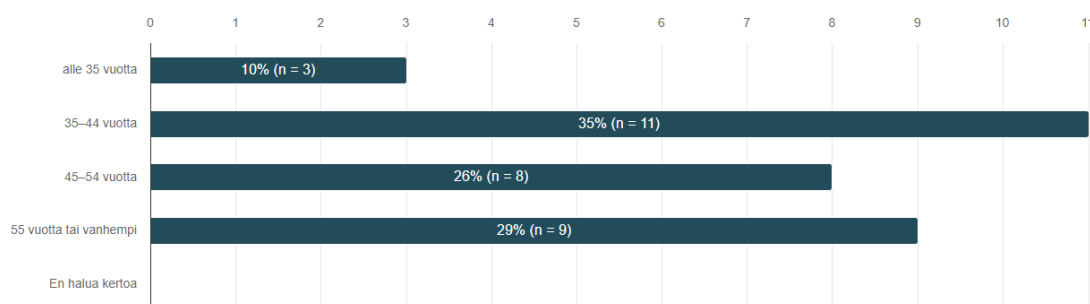 0 1 2 3 4 5 6 7 8 9 10
alle 35 vuotta 10% (n = 3)
35–44 vuotta 35% (n = 11)
45–54 vuotta 26% (n = 8)
55 vuotta tai vanhempi 29% (n = 9)
En halua kertoa